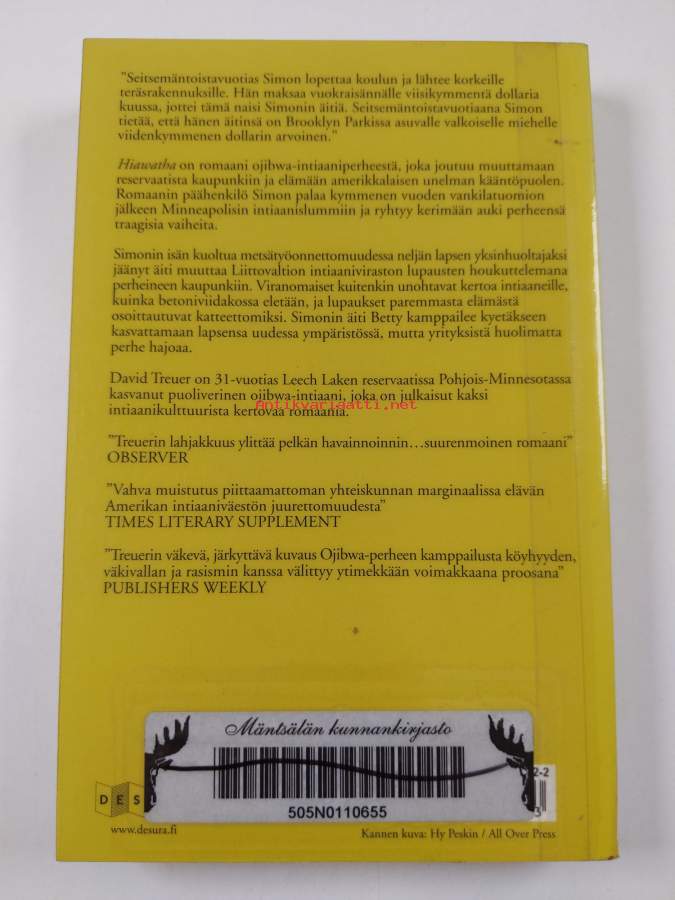 "Seitsemäntoistavuotias Simon lopettaa koulun ja lähtee korkeille
teräsrakennuksille. Hän maksaa vuokraisännälle viisikymmentä dollaria
kuussa, jottei tämä naisi Simonin äitiä. Seitsemäntoistavuotiaana Simon
tietää, että hänen äitinsä on Brooklyn Parkissa asuvalle valkoiselle miehelle
viidenkymmenen dollarin arvoinen."
Hiawatha on romaani ojibwa-intiaaniperheestä, joka joutuu muuttamaan
reservaatista kaupunkiin ja elämään amerikkalaisen unelman kääntöpuolen.
Romaanin päähenkilö Simon palaa kymmenen vuoden vankilatuomion
jälkeen Minneapolisin intiaanislummiin ja ryhtyy kerimään auki perheensä
traagisia vaiheita.
Simonin isän kuoltua metsätyöonnettomuudessa neljän lapsen yksinhuoltajaksi
jäänyt äiti muuttaa Liittovaltion intiaaniviraston lupausten houkuttelemana
perheineen kaupunkiin. Viranomaiset kuitenkin unohtavat kertoa intiaaneille,
kuinka betoniviidakossa eletään, ja lupaukset paremmasta elämästä
osoittautuvat katteettomiksi. Simonin äiti Betty kamppailee kyetäkseen
kasvattamaan lapsensa uudessa ympäristössä, mutta yrityksistä huolimatta
perhe hajoaa.
David Treuer on 31-vuotias Leech Laken reservaatissa Pohjois-Minnesotassa
kasvanut puoliverinen ojibwa-intiaani, joka on julkaisut kaksi
Antikvariaatti.net
intiaanikulttuurista kertovaa romaania.
"Treuerin lahjakkuus ylittää pelkän havainnoinnin…suurenmoinen romaani"
OBSERVER
"Vahva muistutus piittaamattoman yhteiskunnan marginaalissa elävän
Amerikan intiaaniväestön juurettomuudesta"
TIMES LITERARY SUPPLEMENT
"Treuerin väkevä, järkyttävä kuvaus Ojibwa-perheen kamppailusta köyhyyden,
väkivallan ja rasismin kanssa välittyy ytimekkään voimakkaana proosana"
PUBLISHERS WEEKLY
Mäntsälän kunnankirjasto
505N0110655
2-2
3
DES
www.desura.fi
Kannen kuva: Hy Peskin / All Over Press